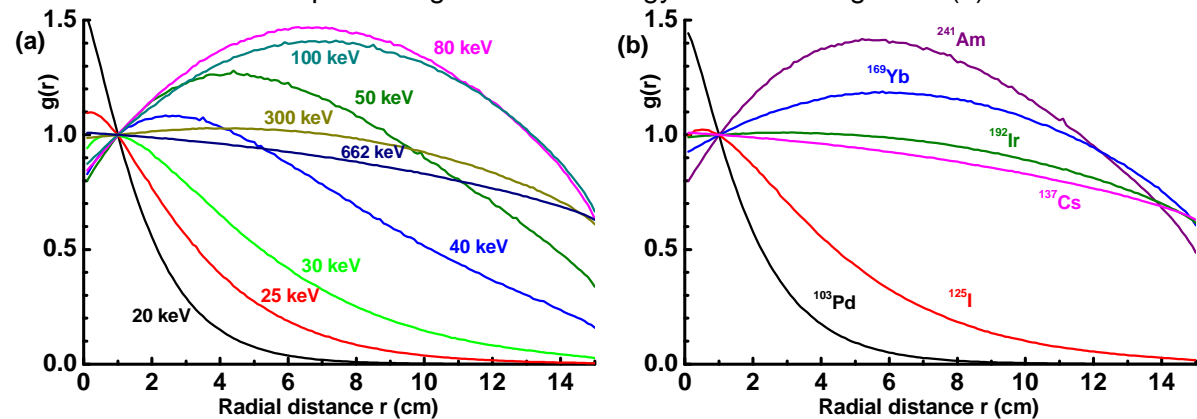 (a)
1.5
80 keV
100 keV
50 keV
g(r)
300 keV
1.0
662 keV
0.5
40 keV
30 keV
25 keV
20 keV
0.0
0 2 4 6 8 10 12 14
Radial distance r (cm)
(b)
1.5
²⁴¹Am
¹⁶⁹Yb
g(r)
1.0
¹⁹²Ir
¹³⁷Cs
0.5
¹⁰³Pd
¹²⁵I
0.0
0 2 4 6 8 10 12 14
Radial distance r (cm)